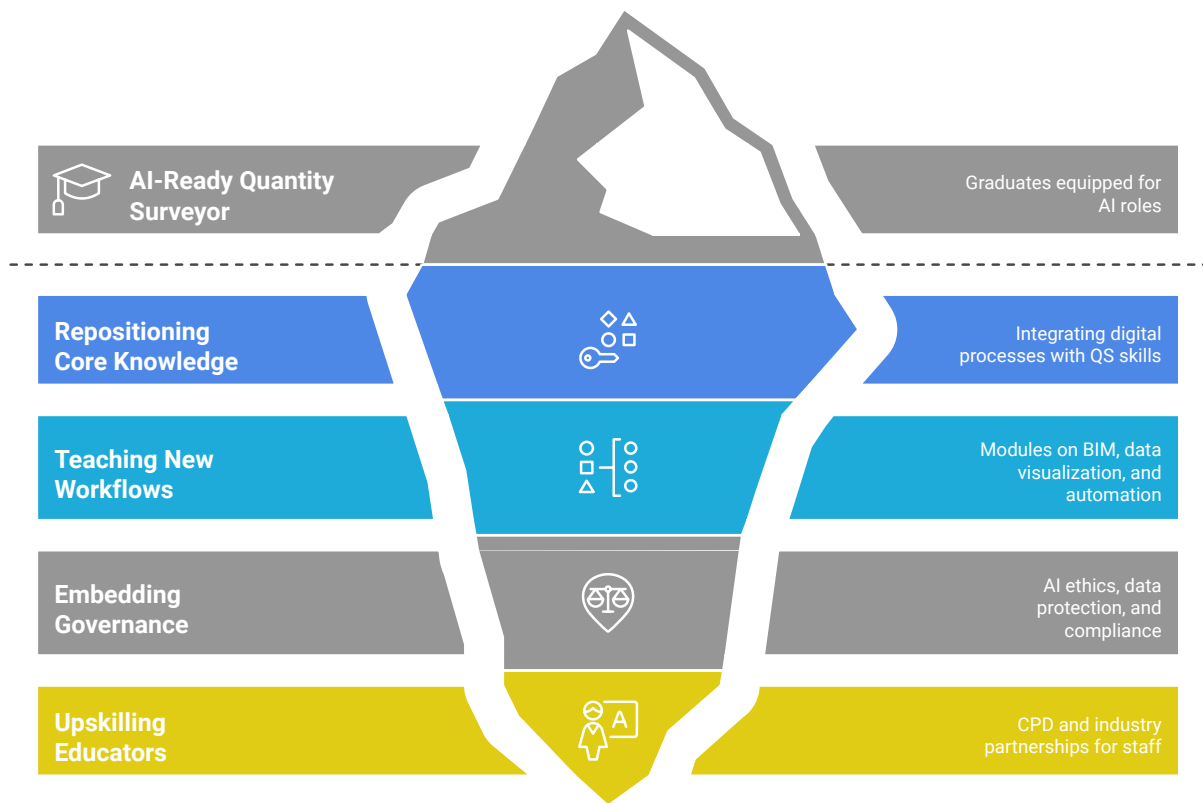 AI-Ready Quantity
Surveyor
Graduates equipped for
AI roles
Repositioning
Core Knowledge
Integrating digital
processes with QS skills
Teaching New
Workflows
Modules on BIM, data
visualization, and
automation
Embedding
Governance
AI ethics, data
protection, and
compliance
Upskilling
Educators
A
CPD and industry
partnerships for staff